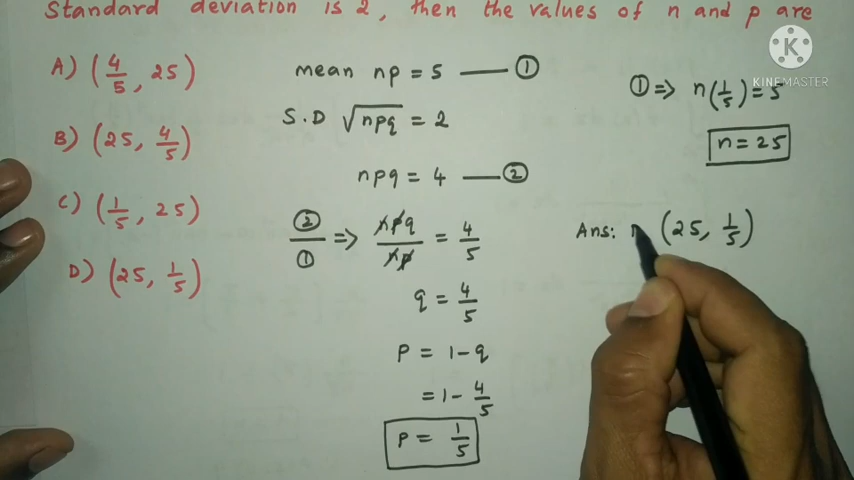 Standard deviation is 2, then the values of n and p are
A) (4/5, 25)
B) (25, 4/5)
C) (1/5, 25)
D) (25, 1/5)
mean np = 5 —— ①
S.D √npq = 2
npq = 4 —— ②
②/① => npq/np = 4/5
q = 4/5
p = 1 - q
= 1 - 4/5
p = 1/5
① => n(1/5) = 5
n = 25
Ans: (25, 1/5)
K
KINEMASTER